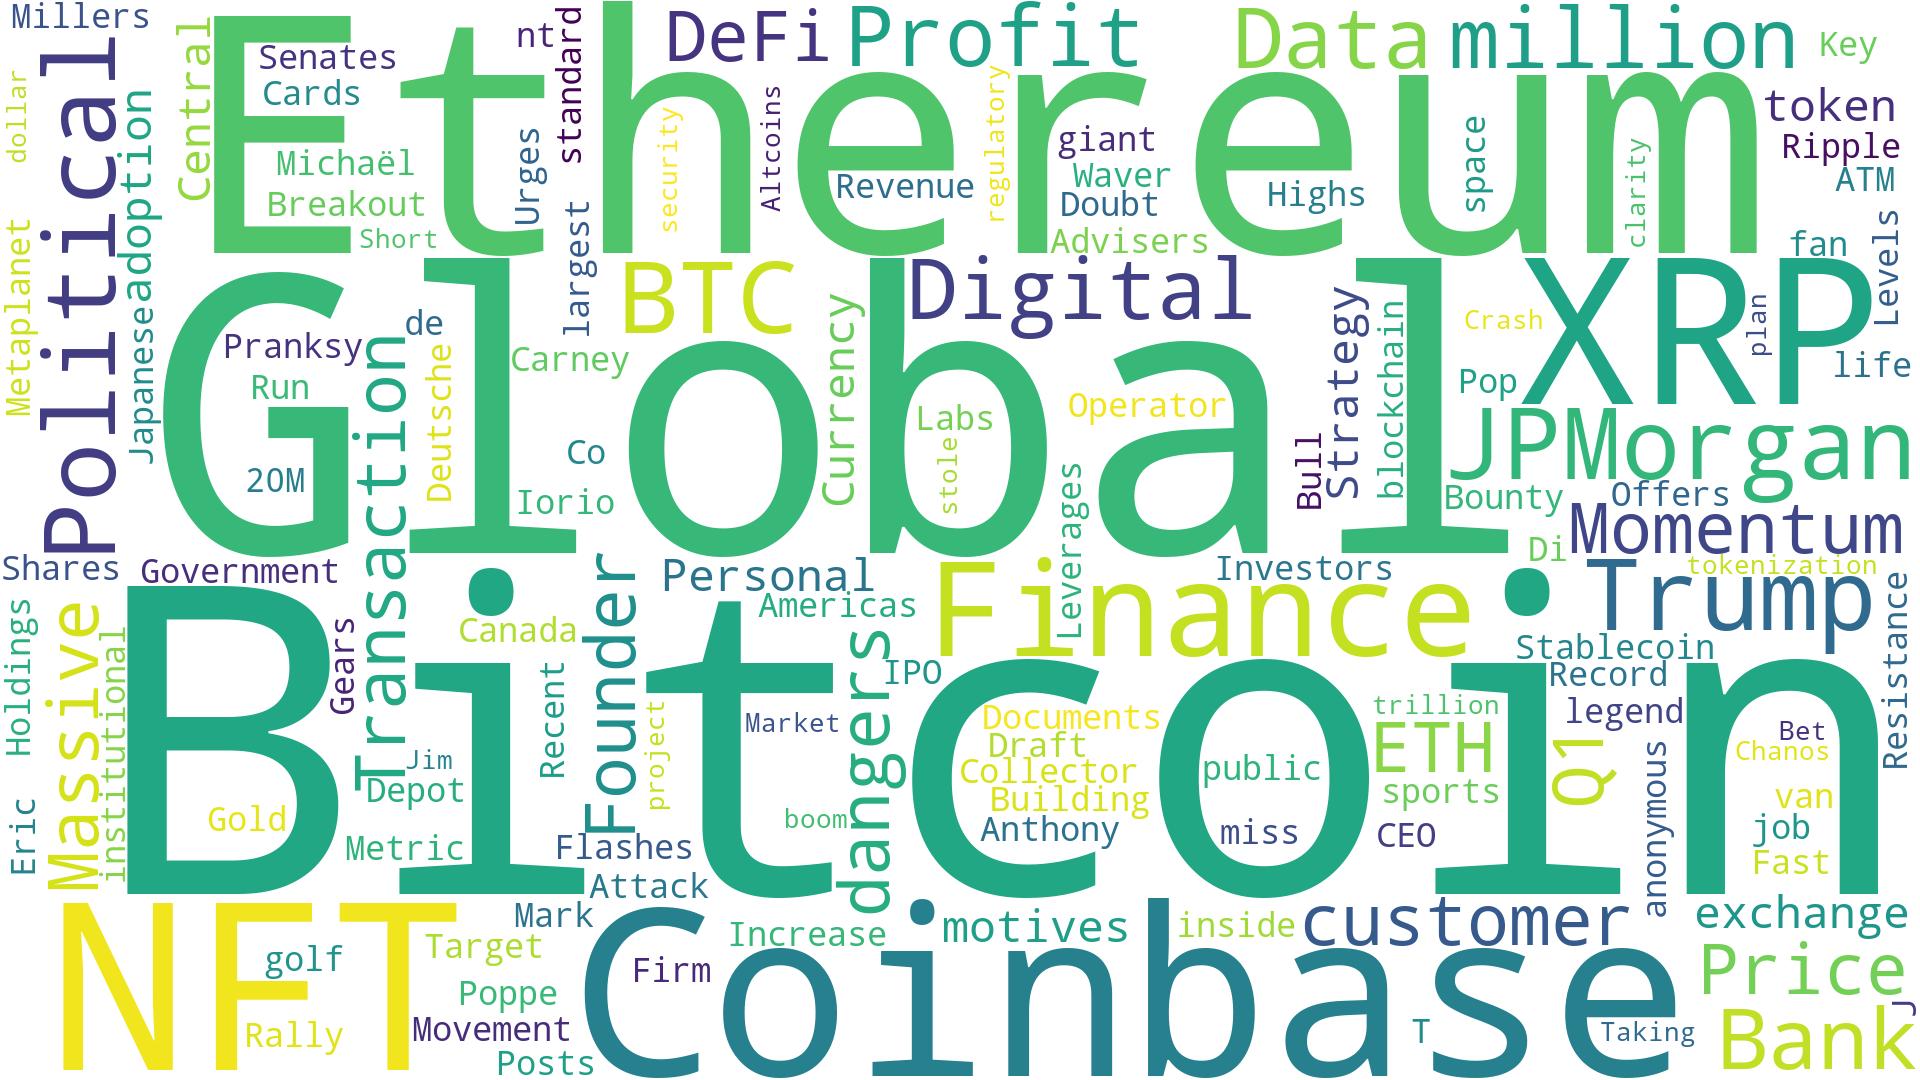 Millers
Ethereum
DeFi
Profit
Data
million
Key
Political
Central
Senates
Cards
nt
standard
dollar
adoption
Michaël
Breakout
Short
Urges
security
Altcoins
Revenue
regulatory
giant
Waver
Doubt
Advisers
Highs
space
clarity
token
Ripple
ATM
fan
Levels
Metaplanet
Japanese
largest
Global
BTC
Digital
XRP
Pranksy
de
Run
Transaction
Deutsche
Carney
Currency
Labs
stole
Operator
Strategy
blockchain
Crash
Pop
plan
life
20M
Co
Iorio
Leverages
Bull
JPMorgan
Bounty
Offers
Momentum
Di
tokenization
Shares
Government
Founder
Personal
Americas
Finance
Investors
Trump
Stablecoin
Record
Resistance
Holdings
Massive
institutional
Bitcoin
Gears
Canada
Recent
project
dangers
IPO
Market
Documents
Draft
Collector
Building
Anthony
public
miss
trillion
ETH
sports
CEO
legend
Q1
anonymous
Bet
Chanos
van
job
Fast
Eric
Gold
Jim
Depot
Metric
boom
Flashes
Attack
NFT
Mark
Coinbase
Increase
motives
inside
customer
exchange
golf
Target
Firm
Price
Poppe
Rally
Movement
Posts
T
Taking
J
Bank